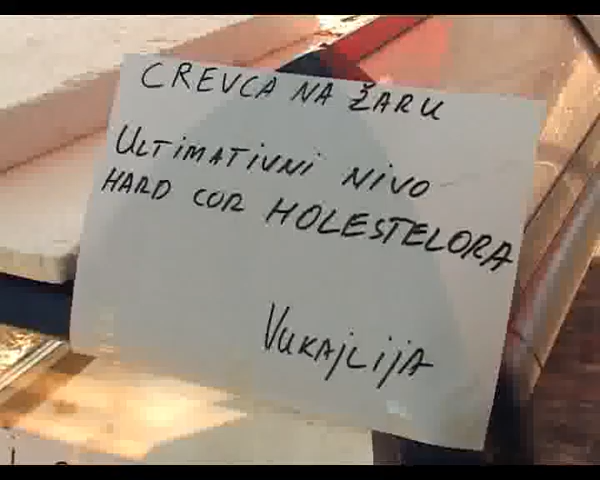 CREVCA NA ŽARU
ULTIMATIVNI NIVO
HARD COR HOLESTELORA
VUKAJLIJA